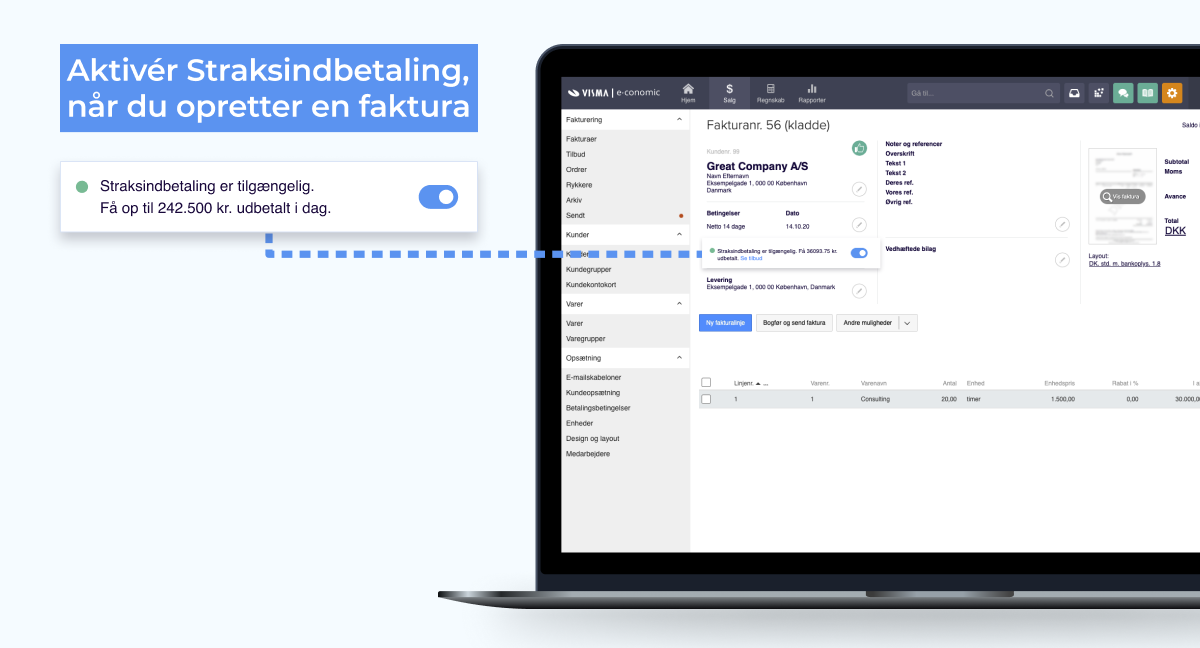 Aktivér Straksindbetaling,
når du opretter en faktura
Straksindbetaling er tilgængelig.
Få op til 242.500 kr. udbetalt i dag.
VISMA | e-conomic
Hjem
$
Salg
Regnskab
Rapporter
Gå til...
Fakturering
Fakturaer
Tilbud
Ordrer
Rykkere
Arkiv
Sendt
Kunder
Kundegrupper
Kundekontokort
Varer
Varer
Varegrupper
Opsætning
E-mailskabeloner
Kundeopsætning
Betalingsbetingelser
Enheder
Design og layout
Medarbejdere
Fakturanr. 56 (kladde)
Saldo
Kundenr. 99
Great Company A/S
Navn Efternavn
Eksempelgade 1, 000 00 København
Danmark
Betingelser Dato
Netto 14 dage 14.10.20
Straksindbetaling er tilgængelig. Få 36093.75 kr.
udbetalt. Se tilbud
Levering
Eksempelgade 1, 000 00 København, Danmark
Noter og referencer
Overskrift
Tekst 1
Tekst 2
Deres ref.
Vores ref.
Øvrig ref.
Vedhæftede bilag
Vis faktura
Layout:
DK. std. m. bankoplys. 1.8
Subtotal
Moms
Avance
Total
DKK
Ny fakturalinje Bogfør og send faktura Andre muligheder
Linjenr. ... Varenr. Varenavn Antal Enhed Enhedspris Rabat i % I a
1 1 Consulting 20,00 timer 1.500,00 0,00 30.000,0